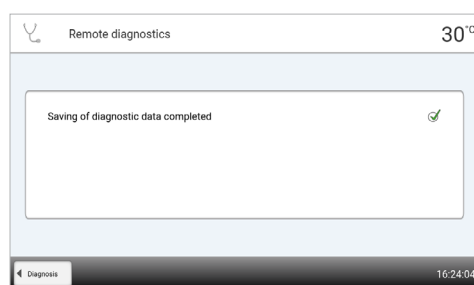 Remote diagnostics
30°C
Saving of diagnostic data completed
Diagnosis
16:24:04